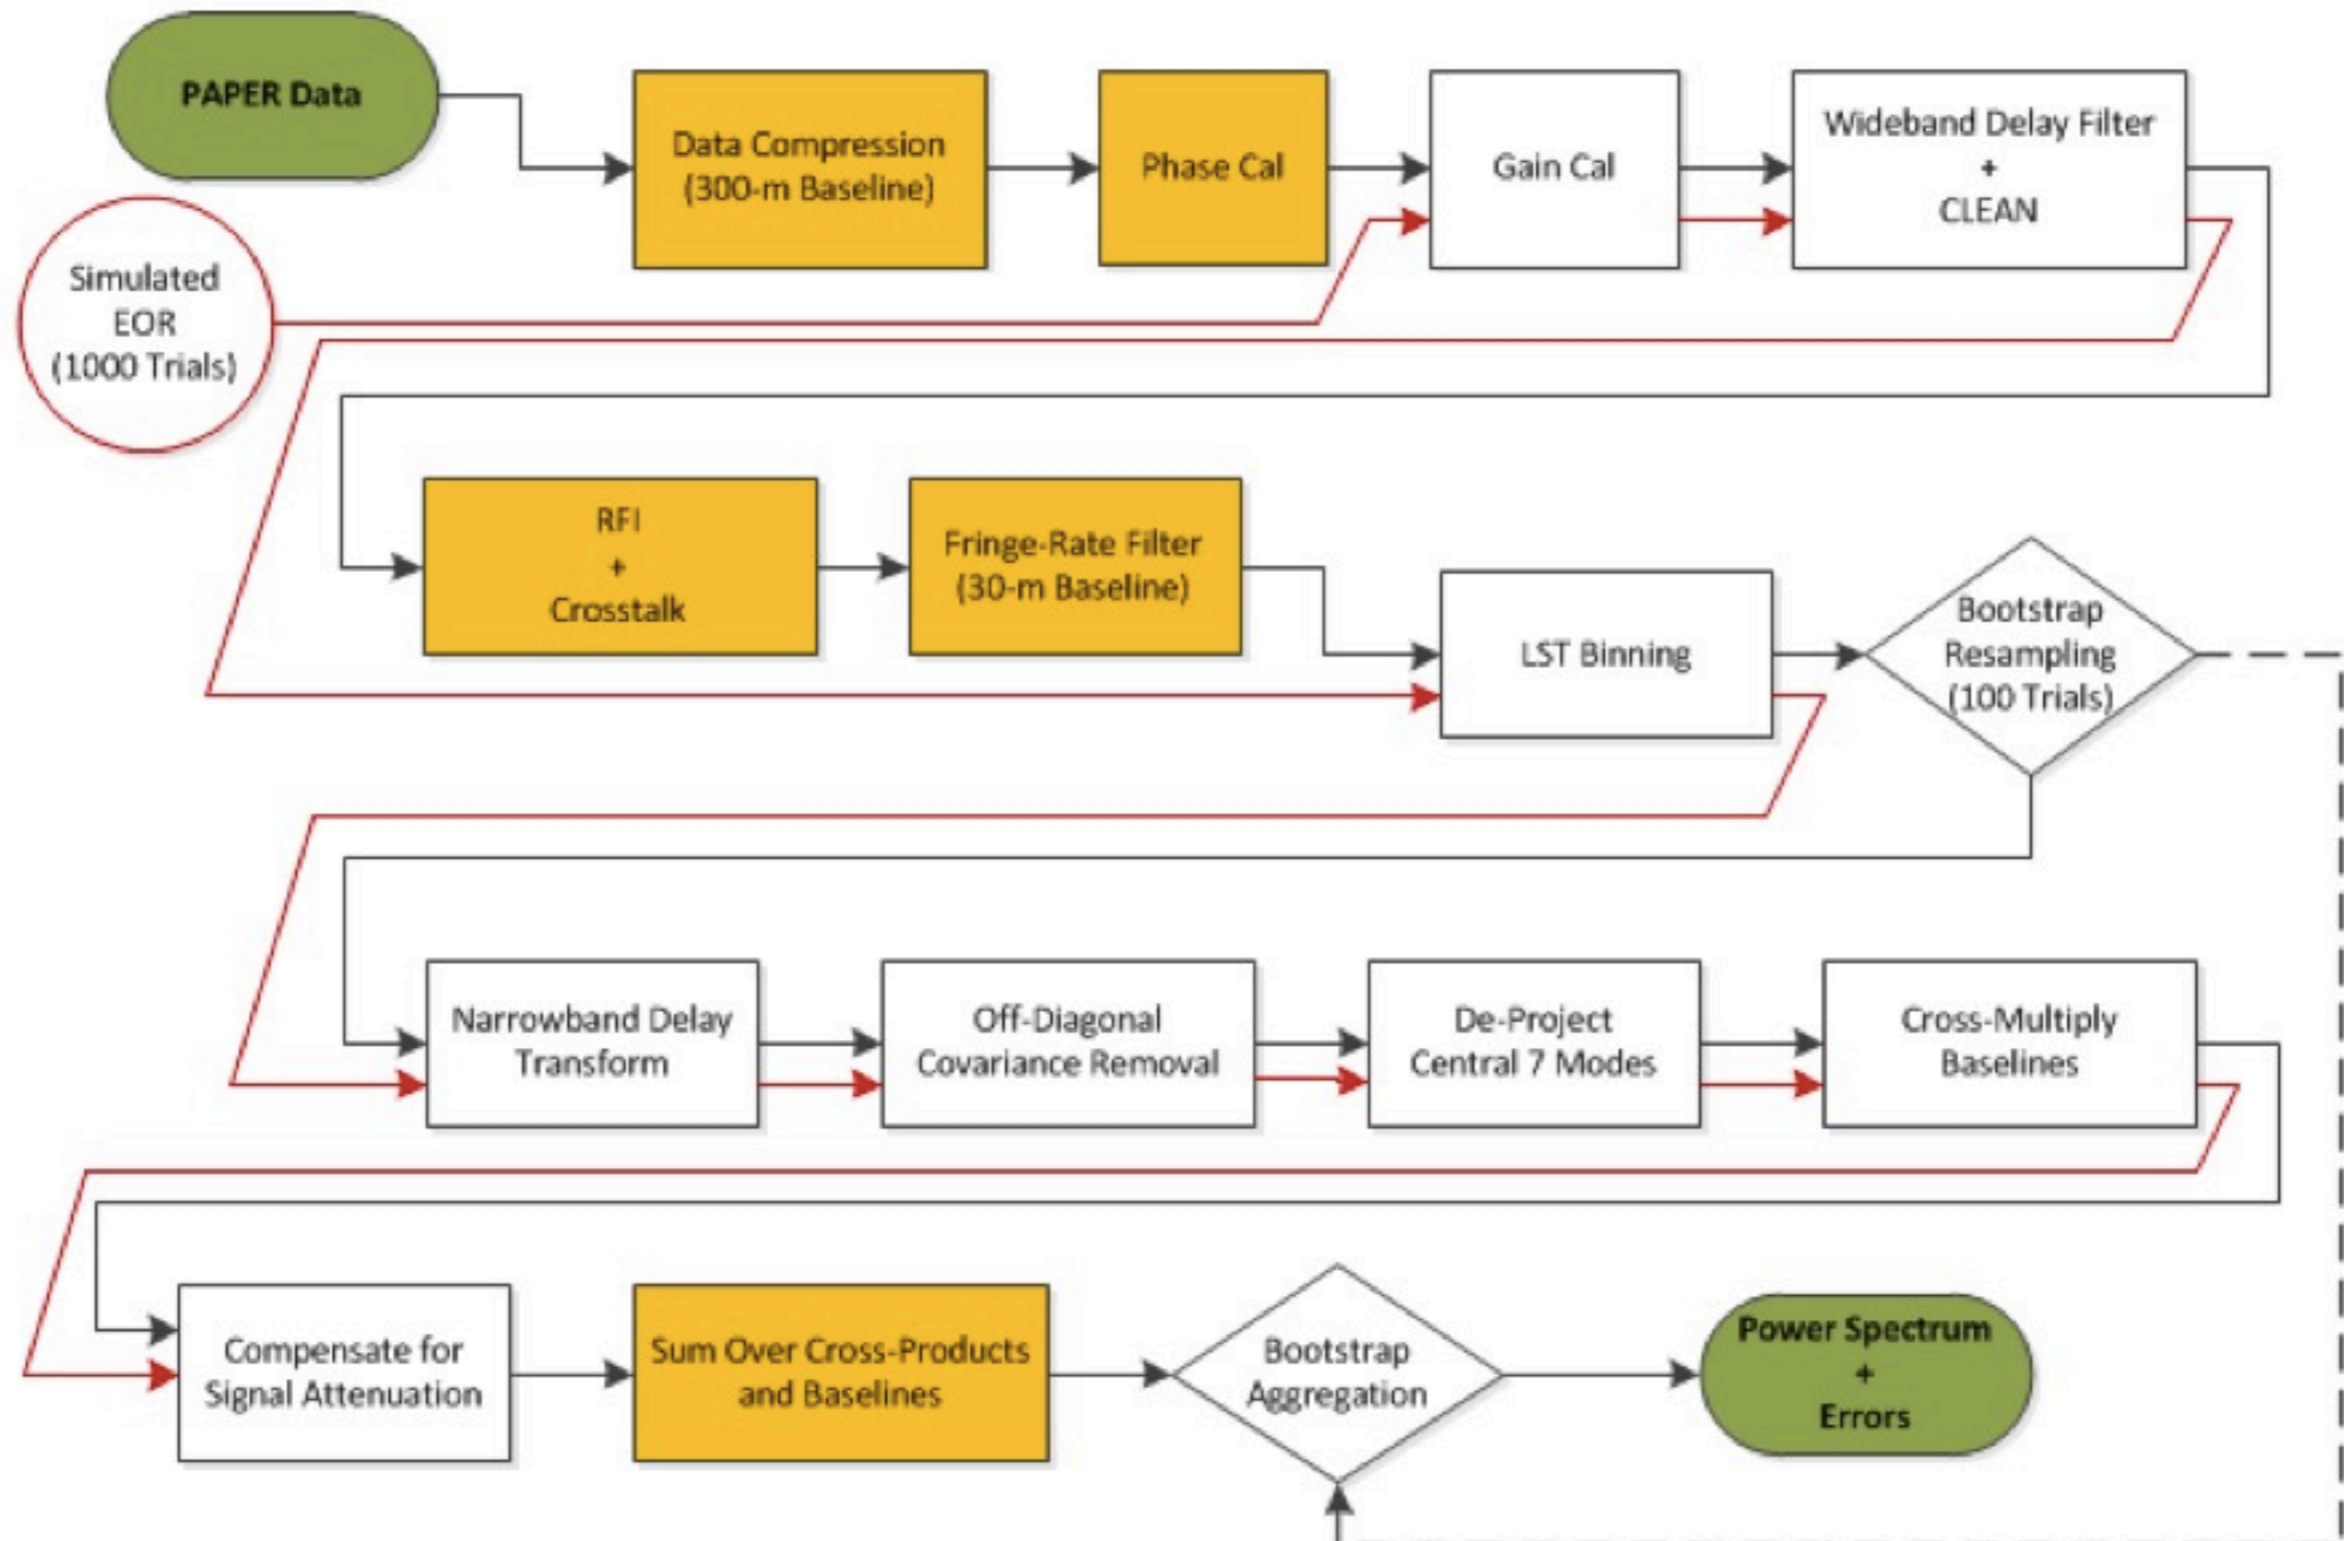 PAPER Data
Data Compression
(300-m Baseline)
Phase Cal
Gain Cal
Wideband Delay Filter
+
CLEAN
Simulated
EOR
(1000 Trials)
RFI
+
Crosstalk
Fringe-Rate Filter
(30-m Baseline)
LST Binning
Bootstrap
Resampling
(100 Trials)
Narrowband Delay
Transform
Off-Diagonal
Covariance Removal
De-Project
Central 7 Modes
Cross-Multiply
Baselines
Compensate for
Signal Attenuation
Sum Over Cross-Products
and Baselines
Bootstrap
Aggregation
Power Spectrum
+
Errors